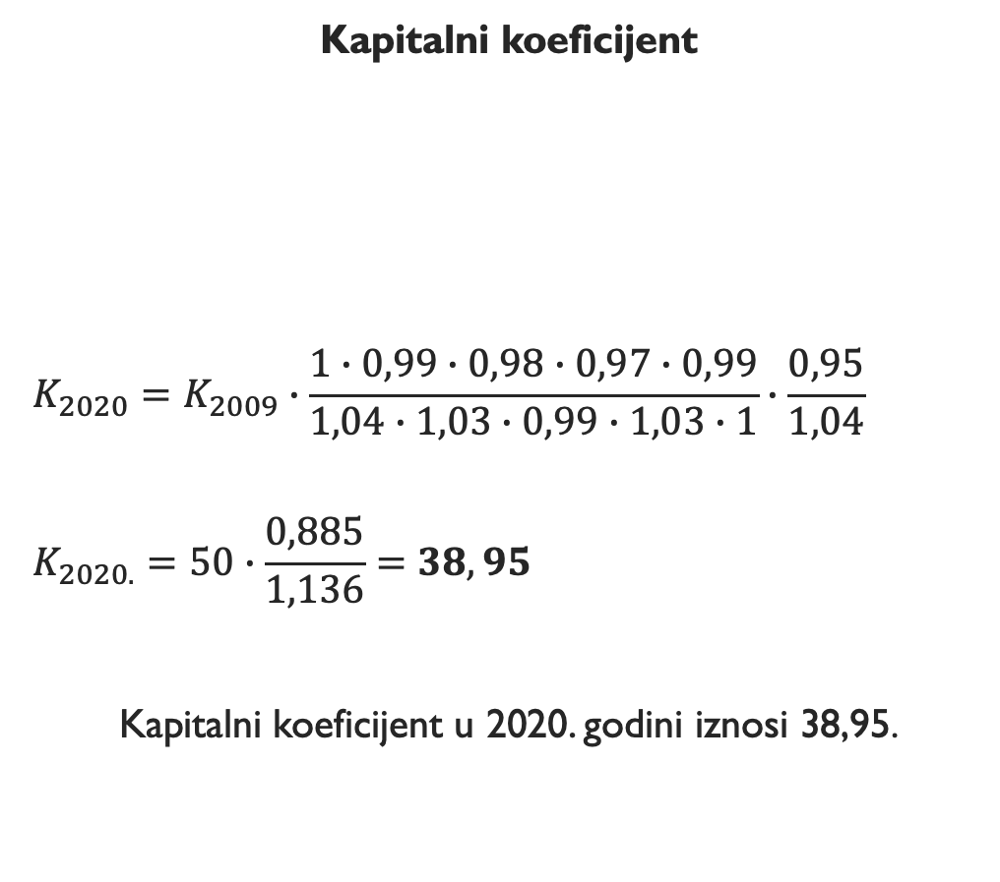 Kapitalni koeficijent
K₂₀₂₀ = K₂₀₀₉ · (1 · 0,99 · 0,98 · 0,97 · 0,99)/(1,04 · 1,03 · 0,99 · 1,03 · 1) · 0,95/1,04
K₂₀₂₀. = 50 · 0,885/1,136 = 38,95
Kapitalni koeficijent u 2020. godini iznosi 38,95.